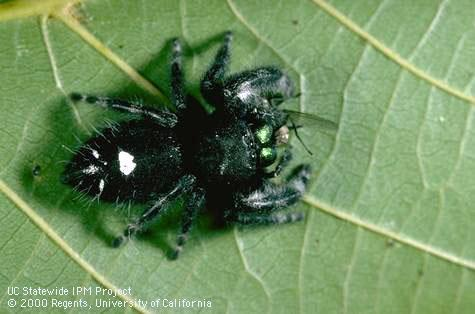 UC Statewide IPM Project
© 2000 Regents, University of California